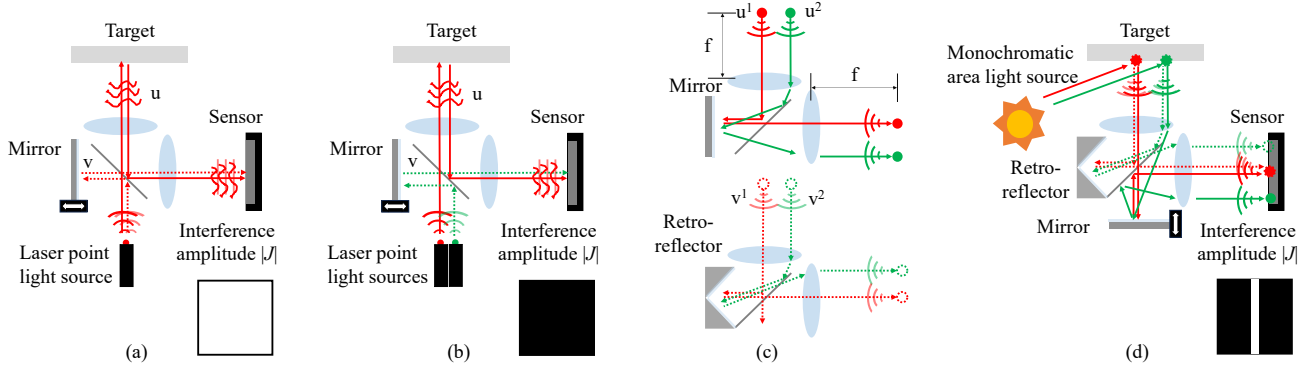 Target
u
Sensor
Mirror
v
Laser point
light source
Interference
amplitude |J|
(a)
Target
u
Sensor
Mirror
v
Laser point
light sources
Interference
amplitude |J|
(b)
u1 u2
f
f
Mirror
v1 v2
Retro-
reflector
(c)
Target
Monochromatic
area light source
Sensor
Retro-
reflector
Mirror
Interference
amplitude |J|
(d)